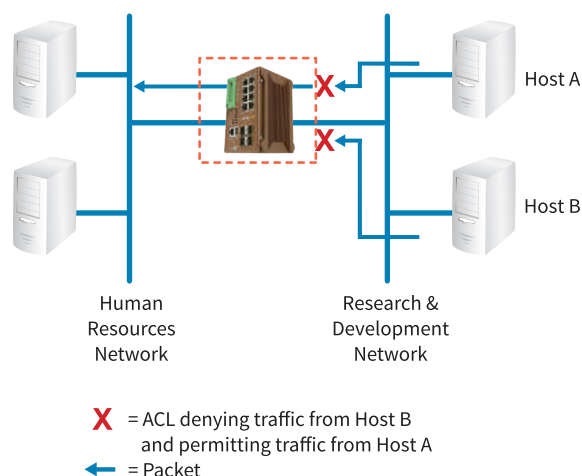 Host A
Host B
Human
Resources
Network
Research &
Development
Network
X = ACL denying traffic from Host B
and permitting traffic from Host A
= Packet